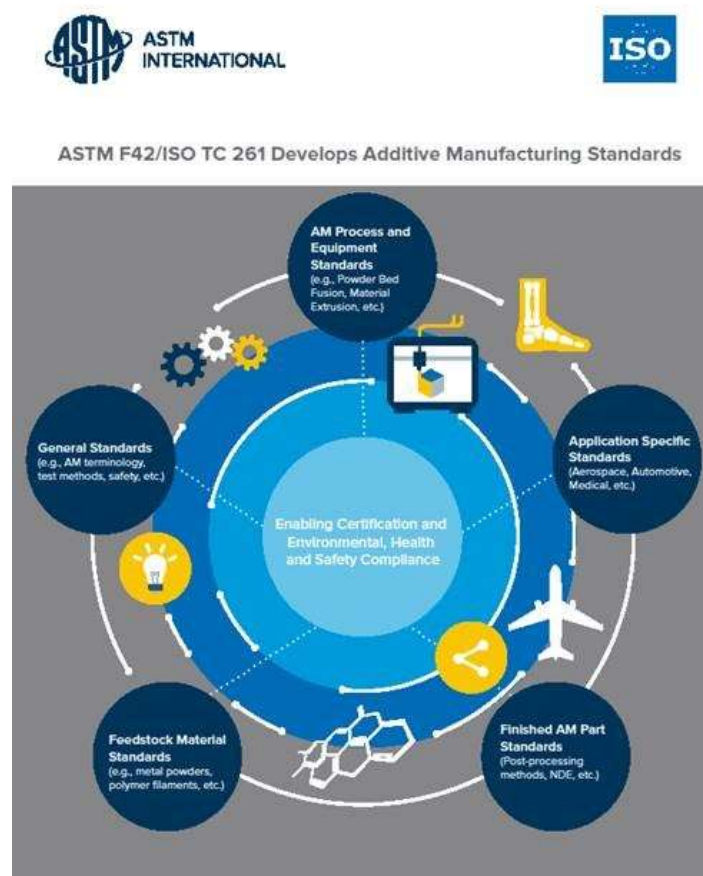 ASTM
INTERNATIONAL
ISO
ASTM F42/ISO TC 261 Develops Additive Manufacturing Standards
AM Process and
Equipment
Standards
(e.g., Powder Bed
Fusion, Material
Extrusion, etc.)
General Standards
(e.g., AM terminology,
test methods, safety, etc.)
Application Specific
Standards
(Aerospace, Automotive,
Medical, etc.)
Enabling Certification and
Environmental, Health
and Safety Compliance
Feedstock Material
Standards
(e.g., metal powders,
polymer filaments, etc.)
Finished AM Part
Standards
(Post-processing
methods, NDE, etc.)